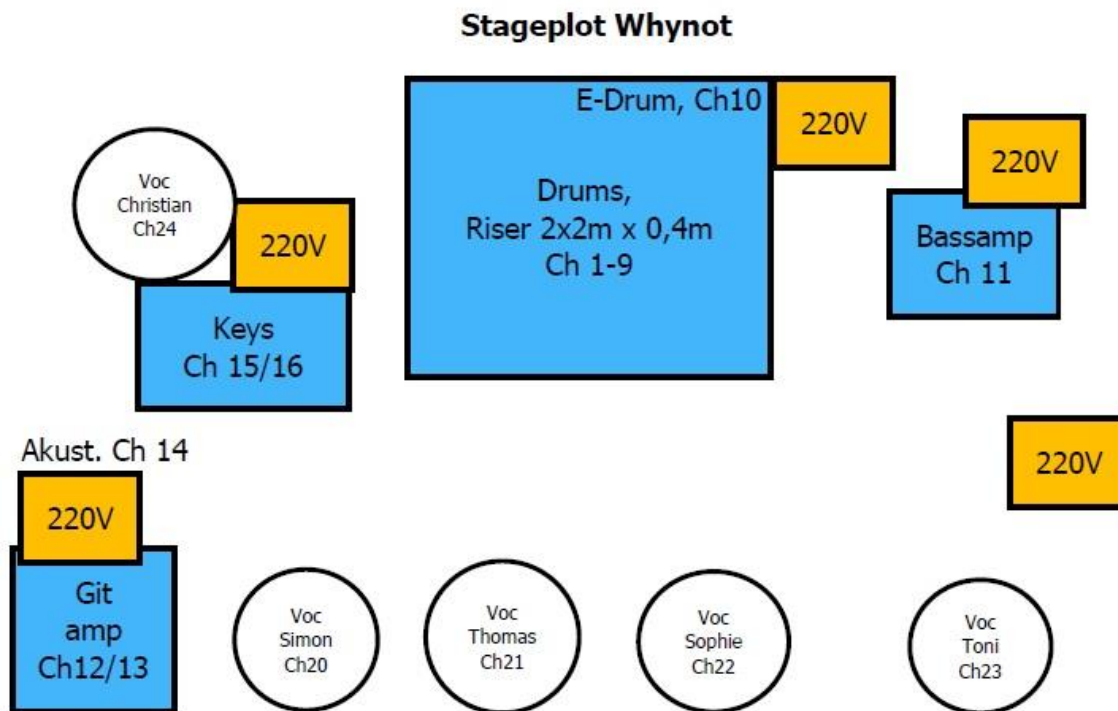 Stageplot Whynot
E-Drum, Ch10
220V
220V
Voc
Christian
Ch24
220V
Drums,
Riser 2x2m x 0,4m
Ch 1-9
Bassamp
Ch 11
Keys
Ch 15/16
Akust. Ch 14
220V
220V
Git
amp
Ch12/13
Voc
Simon
Ch20
Voc
Thomas
Ch21
Voc
Sophie
Ch22
Voc
Toni
Ch23